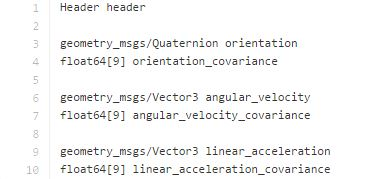 1 Header header
2
3 geometry_msgs/Quaternion orientation
4 float64[9] orientation_covariance
5
6 geometry_msgs/Vector3 angular_velocity
7 float64[9] angular_velocity_covariance
8
9 geometry_msgs/Vector3 linear_acceleration
10 float64[9] linear_acceleration_covariance